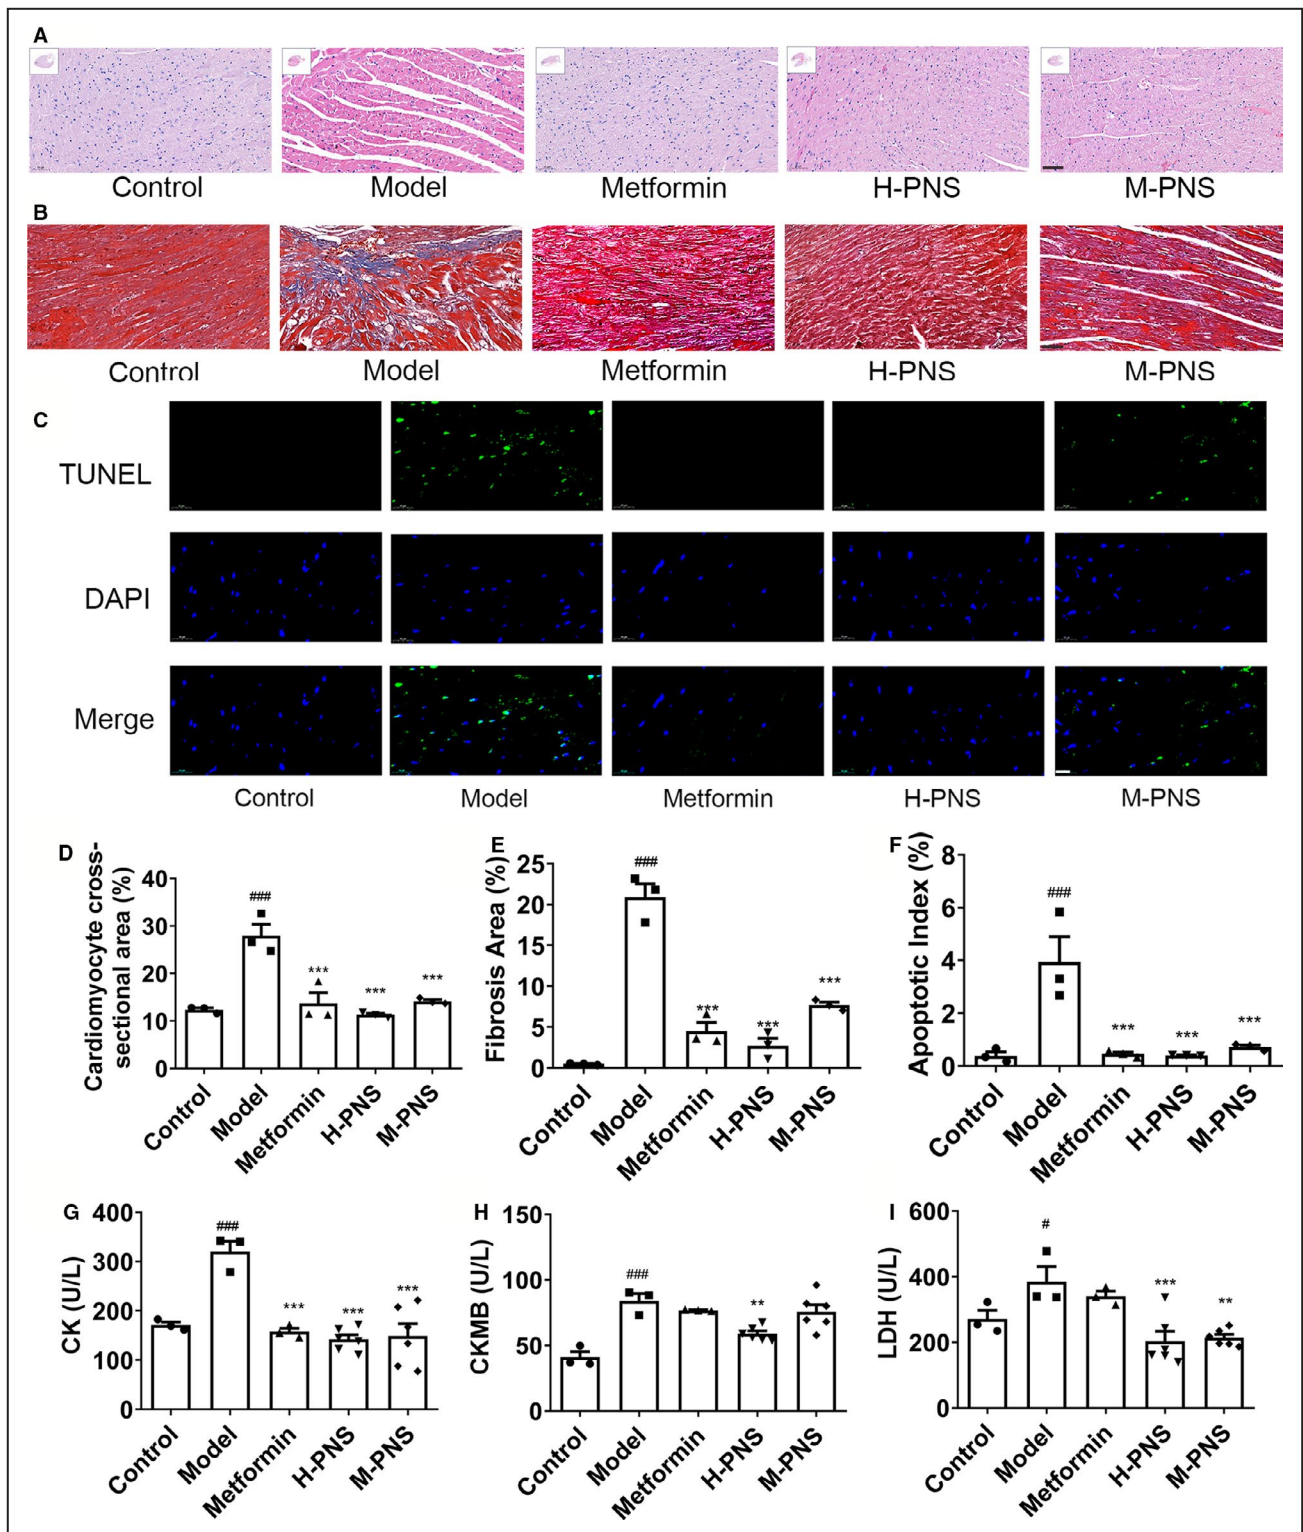 A
Control Model Metformin H-PNS M-PNS
B
Control Model Metformin H-PNS M-PNS
C
TUNEL
DAPI
Merge
Control Model Metformin H-PNS M-PNS
D
Cardiomyocyte cross-
sectional area (%)
40
30
20
10
0
###
***
***
***
Control Model Metformin H-PNS M-PNS
E
Fibrosis Area (%)
25
20
15
10
5
0
###
***
***
***
Control Model Metformin H-PNS M-PNS
F
Apoptotic Index (%)
8
6
4
2
0
###
***
***
***
Control Model Metformin H-PNS M-PNS
G
CK (U/L)
400
300
200
100
0
###
***
***
***
Control Model Metformin H-PNS M-PNS
H
CKMB (U/L)
150
100
50
0
###
**
Control Model Metformin H-PNS M-PNS
I
LDH (U/L)
600
400
200
0
#
***
**
Control Model Metformin H-PNS M-PNS